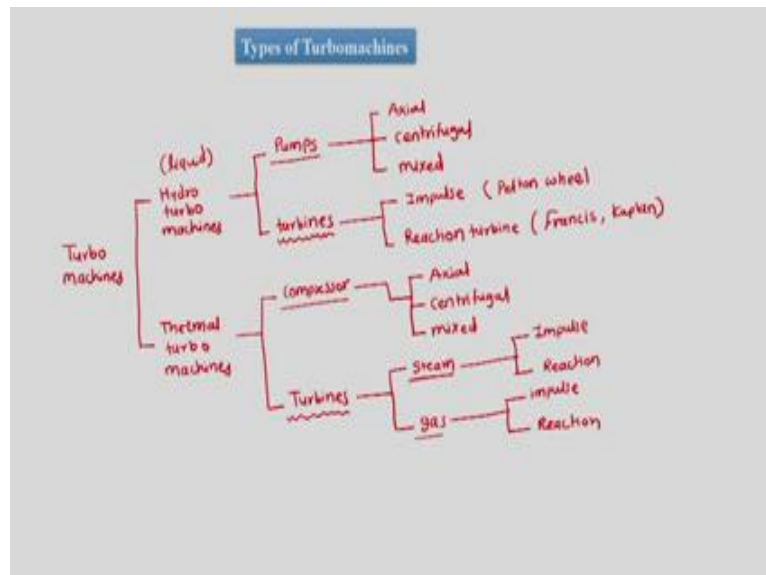 Types of Turbomachines
Turbo
machines
(liquid)
Hydro
turbo
machines
Pumps
Axial
centrifugal
mixed
turbines
Impulse (Pelton wheel
Reaction turbine (Francis, Kaplan)
Thermal
turbo
machines
Compressor
Axial
centrifugal
mixed
Turbines
Steam
Impulse
Reaction
gas
impulse
Reaction